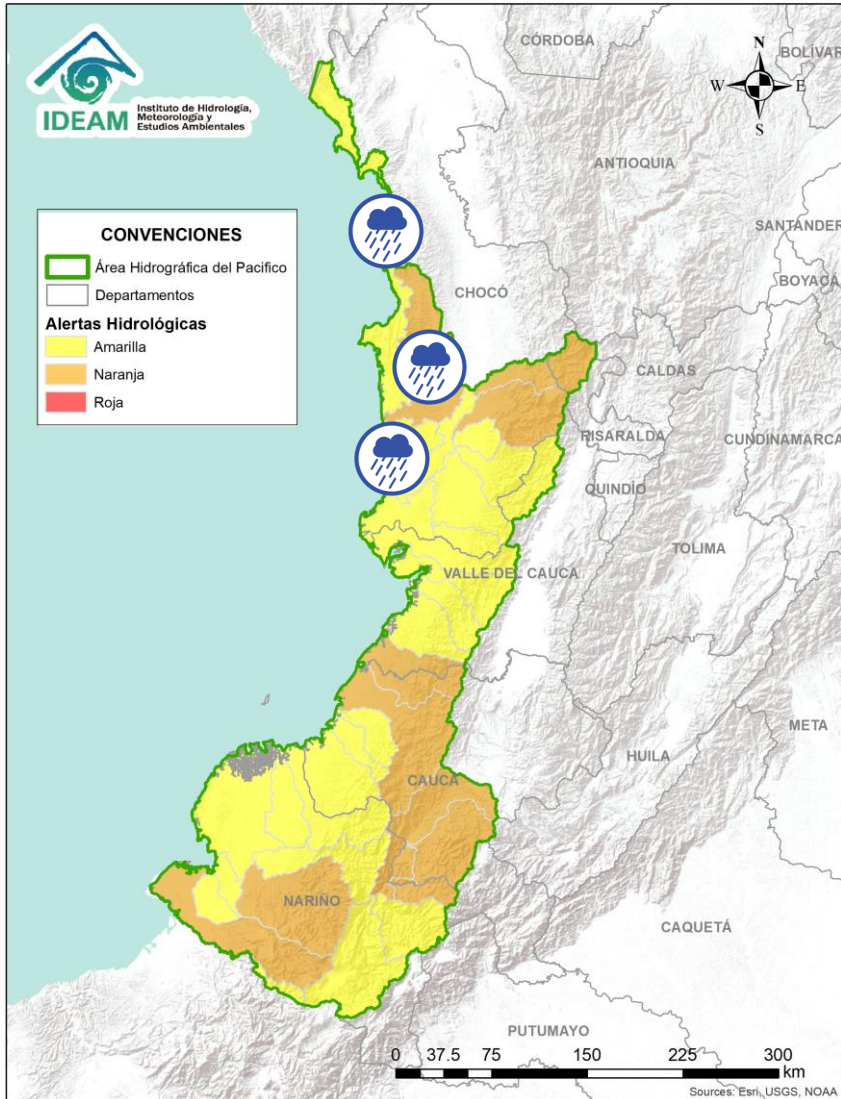 IDEAM
Instituto de Hidrología,
Meteorología y
Estudios Ambientales
CONVENCIONES
Área Hidrográfica del Pacifico
Departamentos
Alertas Hidrológicas
Amarilla
Naranja
Roja
N
W
E
S
CÓRDOBA
BOLÍVAR
ANTIOQUIA
SANTANDER
BOYACÁ
CHOCÓ
CALDAS
RISARALDA
CUNDINAMARCA
QUINDÍO
TOLIMA
VALLE DEL CAUCA
META
HUILA
CAUCA
NARIÑO
CAQUETÁ
PUTUMAYO
0 37.5 75 150 225 300
km
Sources: Esri, USGS, NOAA